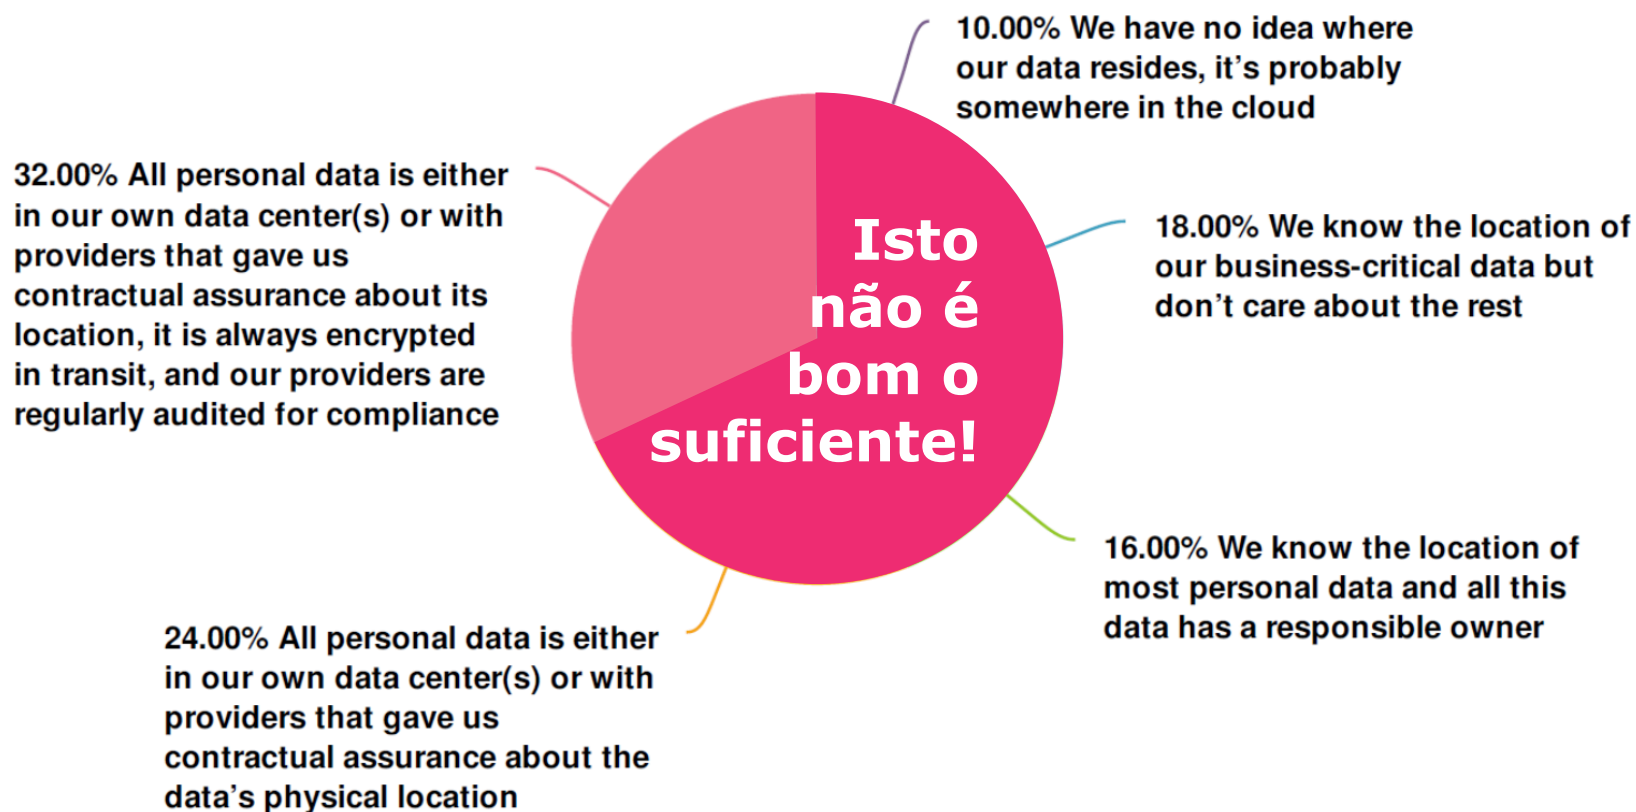 10.00% We have no idea where
our data resides, it's probably
somewhere in the cloud
32.00% All personal data is either
in our own data center(s) or with
providers that gave us
contractual assurance about its
location, it is always encrypted
in transit, and our providers are
regularly audited for compliance
Isto
não é
bom o
suficiente!
18.00% We know the location of
our business-critical data but
don't care about the rest
16.00% We know the location of
most personal data and all this
data has a responsible owner
24.00% All personal data is either
in our own data center(s) or with
providers that gave us
contractual assurance about the
data's physical location